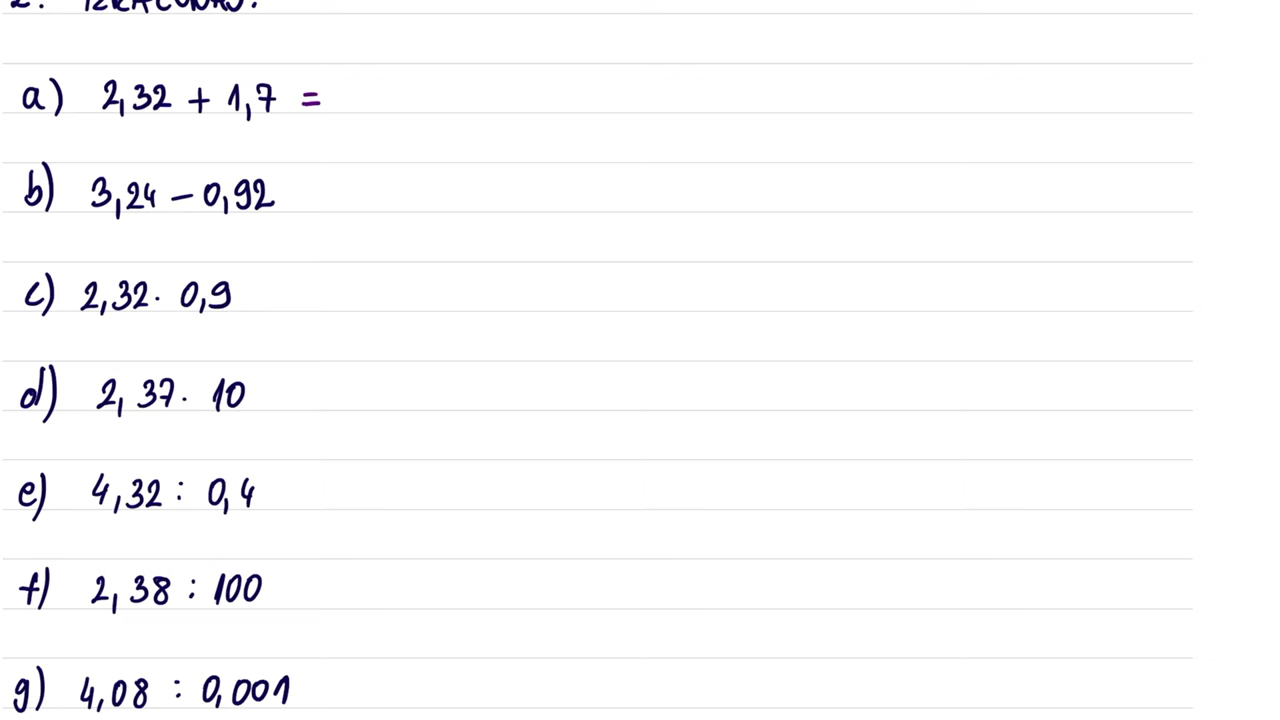 a) 2,32 + 1,7 =
b) 3,24 - 0,92
c) 2,32 · 0,9
d) 2,37 · 10
e) 4,32 : 0,4
f) 2,38 : 100
g) 4,08 : 0,001